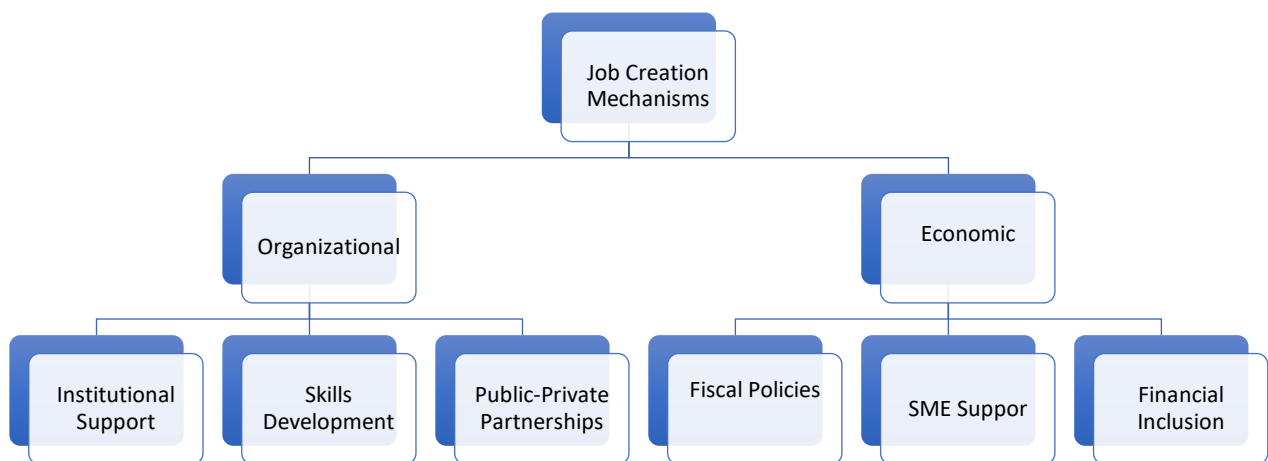 Job Creation
Mechanisms
Organizational
Economic
Institutional
Support
Skills
Development
Public-Private
Partnerships
Fiscal Policies
SME Suppor
Financial
Inclusion